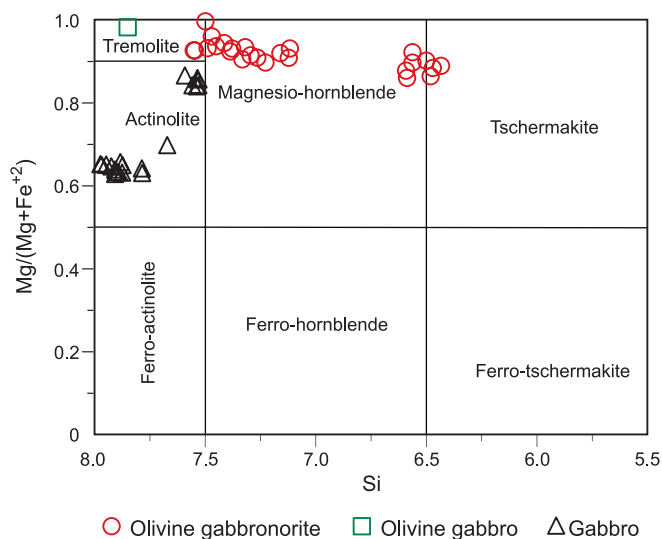 1.0
0.8
0.6
0.4
0.2
0
Mg/(Mg+Fe+2)
Tremolite
Actinolite
Magnesio-hornblende
Tschermakite
Ferro-actinolite
Ferro-hornblende
Ferro-tschermakite
8.0 7.5 7.0 6.5 6.0 5.5
Si
Olivine gabbronorite Olivine gabbro Gabbro